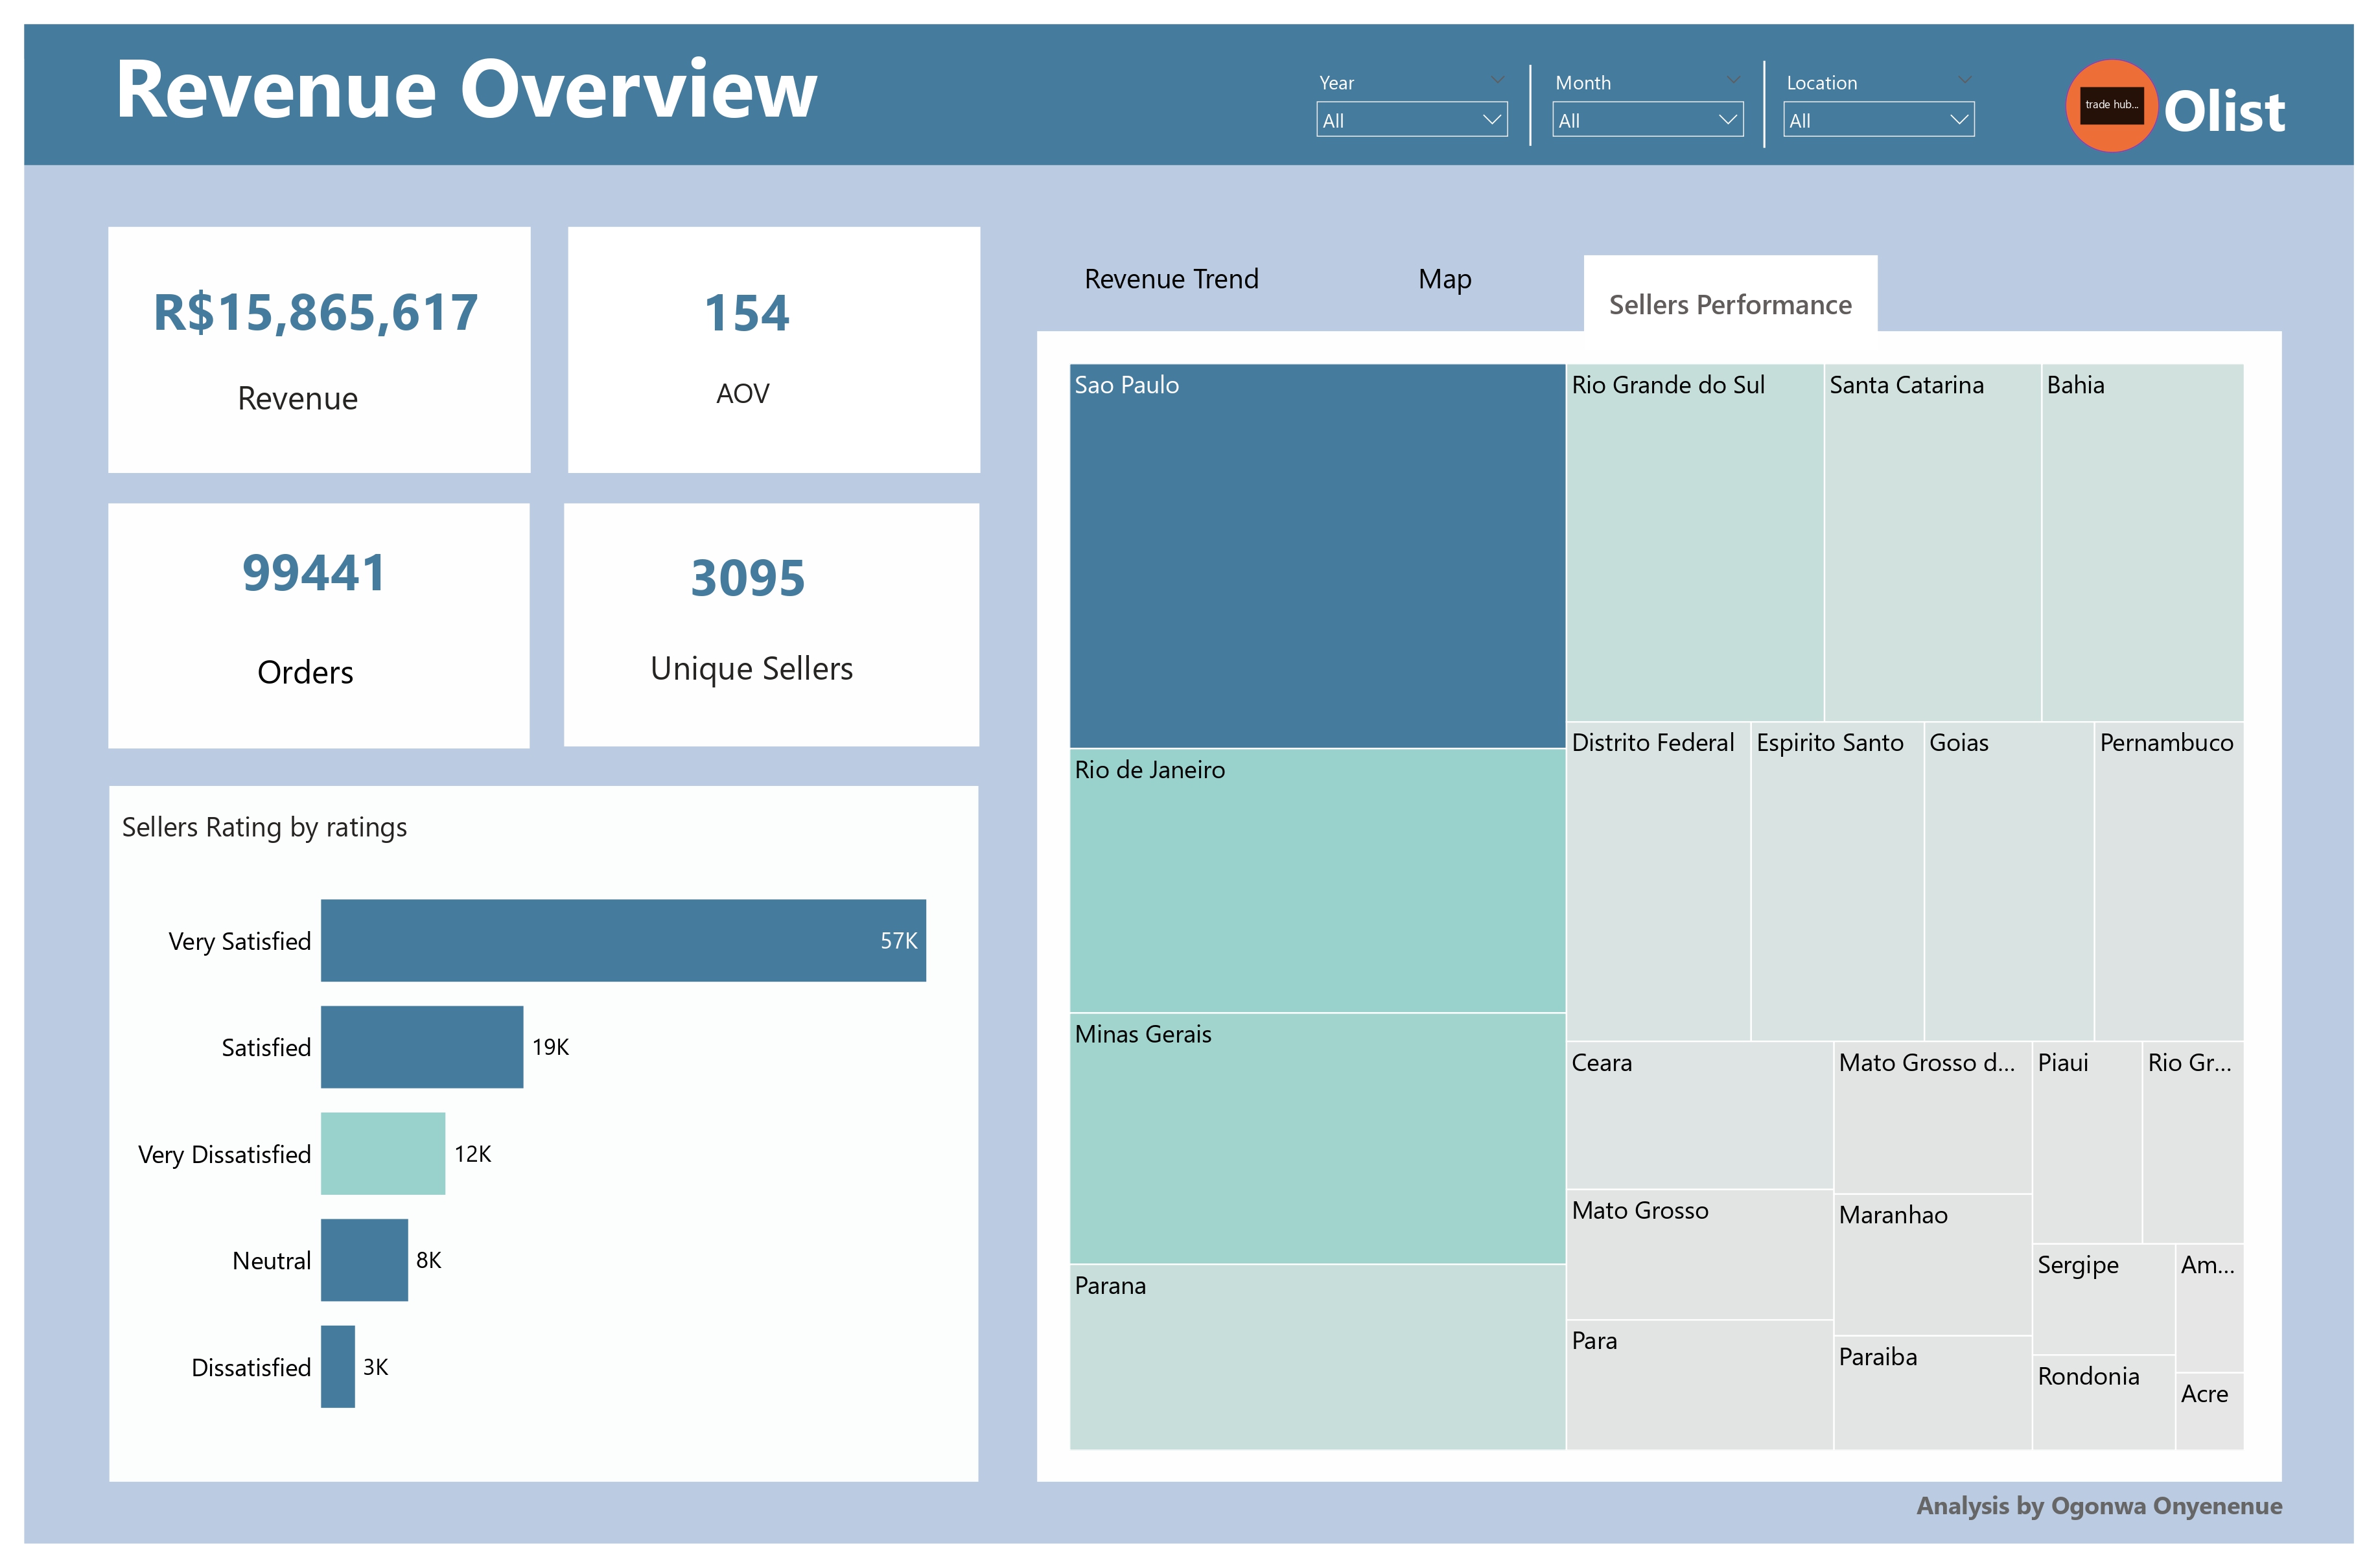 Revenue Overview
Year
All
Month
All
Location
All
trade hub...
Olist
R$15,865,617
Revenue
154
AOV
99441
Orders
3095
Unique Sellers
Sellers Rating by ratings
Very Satisfied
57K
Satisfied
19K
Very Dissatisfied
12K
Neutral
8K
Dissatisfied
3K
Revenue Trend
Map
Sellers Performance
Sao Paulo
Rio de Janeiro
Minas Gerais
Parana
Rio Grande do Sul
Santa Catarina
Bahia
Distrito Federal
Espirito Santo
Goias
Pernambuco
Ceara
Mato Grosso
Para
Mato Grosso d...
Maranhao
Paraiba
Piaui
Rio Gr...
Sergipe
Rondonia
Am...
Acre
Analysis by Ogonwa Onyenenue